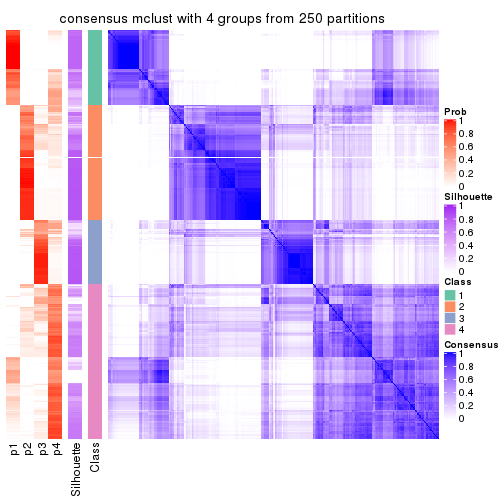 consensus mclust with 4 groups from 250 partitions
Prob
1
0.8
0.6
0.4
0.2
0
Silhouette
1
0.8
0.6
0.4
0.2
0
Class
1
2
3
4
Consensus
1
0.8
0.6
0.4
0.2
0
p1
p2
p3
p4
Silhouette
Class